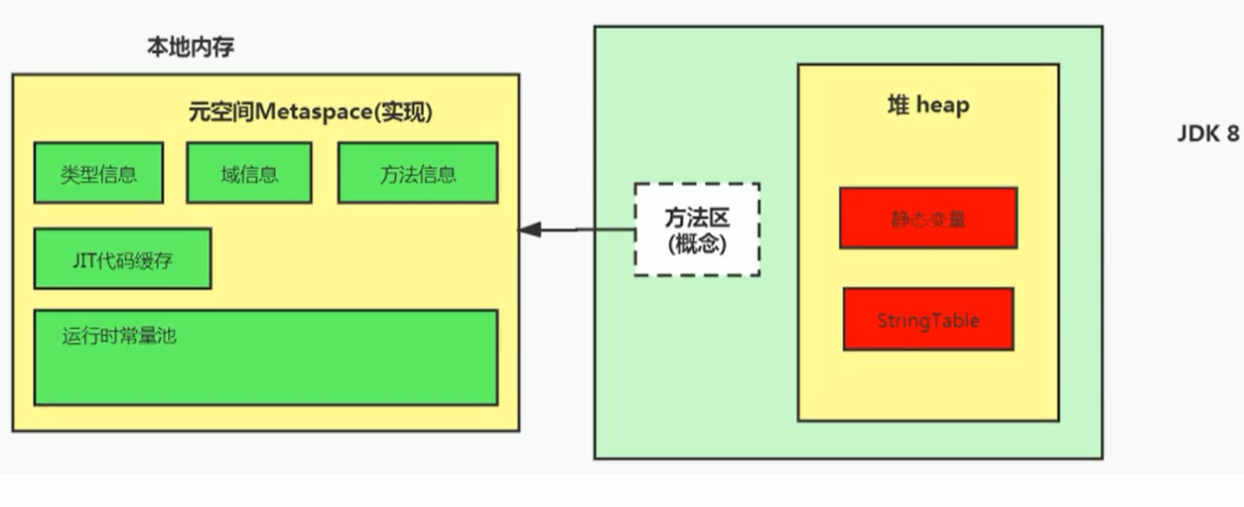 本地内存
元空间Metaspace(实现)
类型信息
域信息
方法信息
JIT代码缓存
运行时常量池
方法区
(概念)
堆 heap
静态变量
StringTable
JDK 8